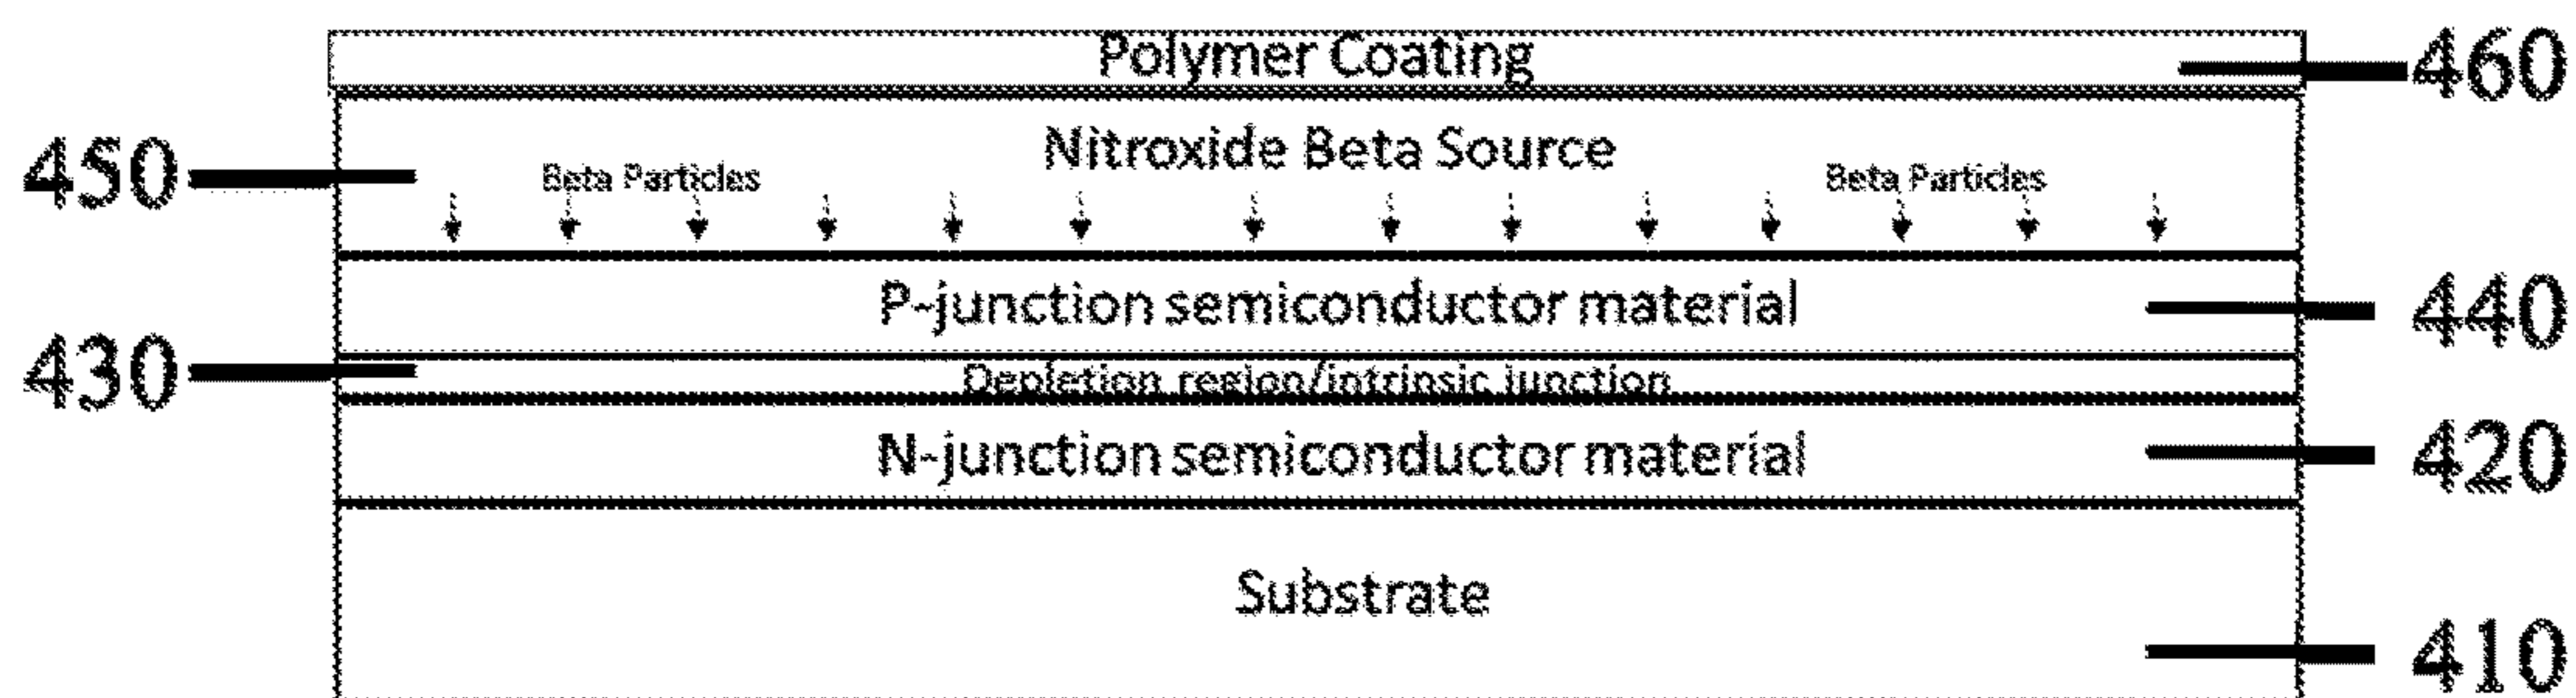 Polymer Coating
460
Nitroxide Beta Source
450
Beta Particles
Beta Particles
P-junction semiconductor material
440
430
Depletion region/intrinsic junction
N-junction semiconductor material
420
Substrate
410